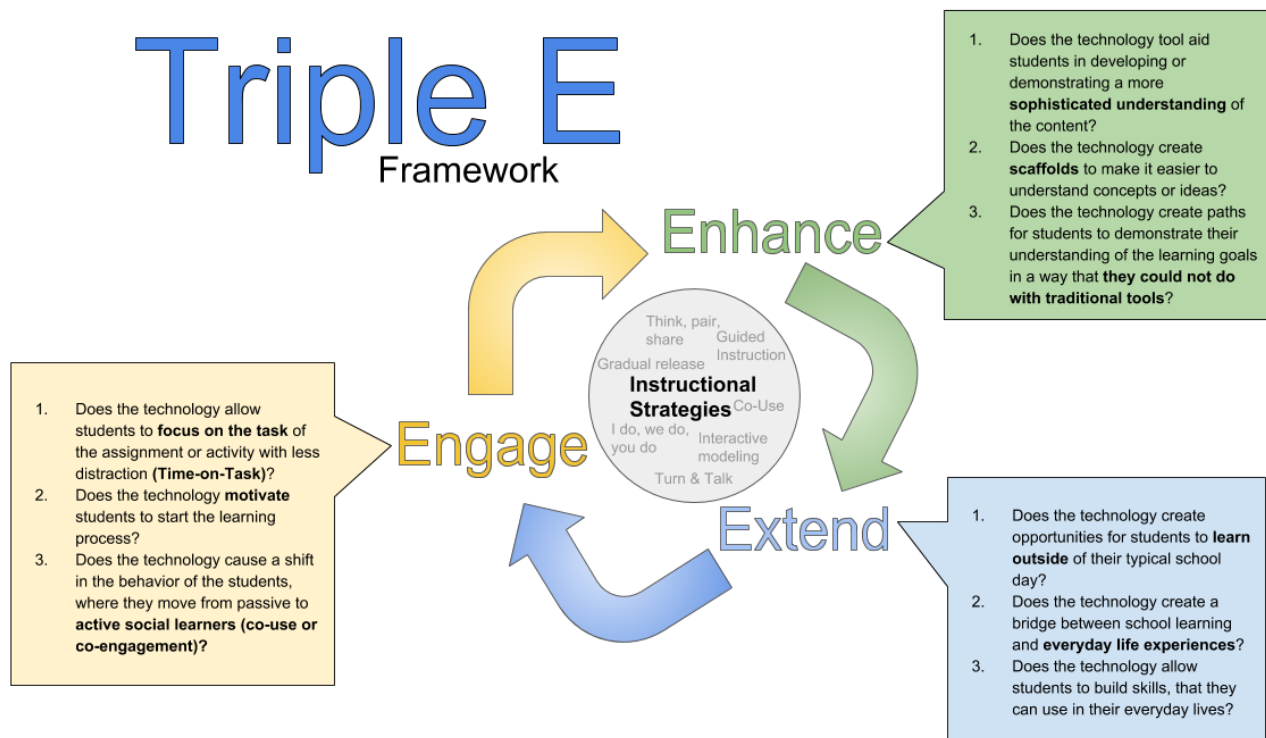 Triple E
Framework
1. Does the technology tool aid
students in developing or
demonstrating a more
sophisticated understanding of
the content?
2. Does the technology create
scaffolds to make it easier to
understand concepts or ideas?
3. Does the technology create paths
for students to demonstrate their
understanding of the learning goals
in a way that they could not do
with traditional tools?
Enhance
Think, pair,
share
Guided
Instruction
Gradual release
Instructional
Strategies
Co-Use
I do, we do,
you do
Interactive
modeling
Turn & Talk
Engage
1. Does the technology allow
students to focus on the task of
the assignment or activity with less
distraction (Time-on-Task)?
2. Does the technology motivate
students to start the learning
process?
3. Does the technology cause a shift
in the behavior of the students,
where they move from passive to
active social learners (co-use or
co-engagement)?
Extend
1. Does the technology create
opportunities for students to learn
outside of their typical school
day?
2. Does the technology create a
bridge between school learning
and everyday life experiences?
3. Does the technology allow
students to build skills, that they
can use in their everyday lives?